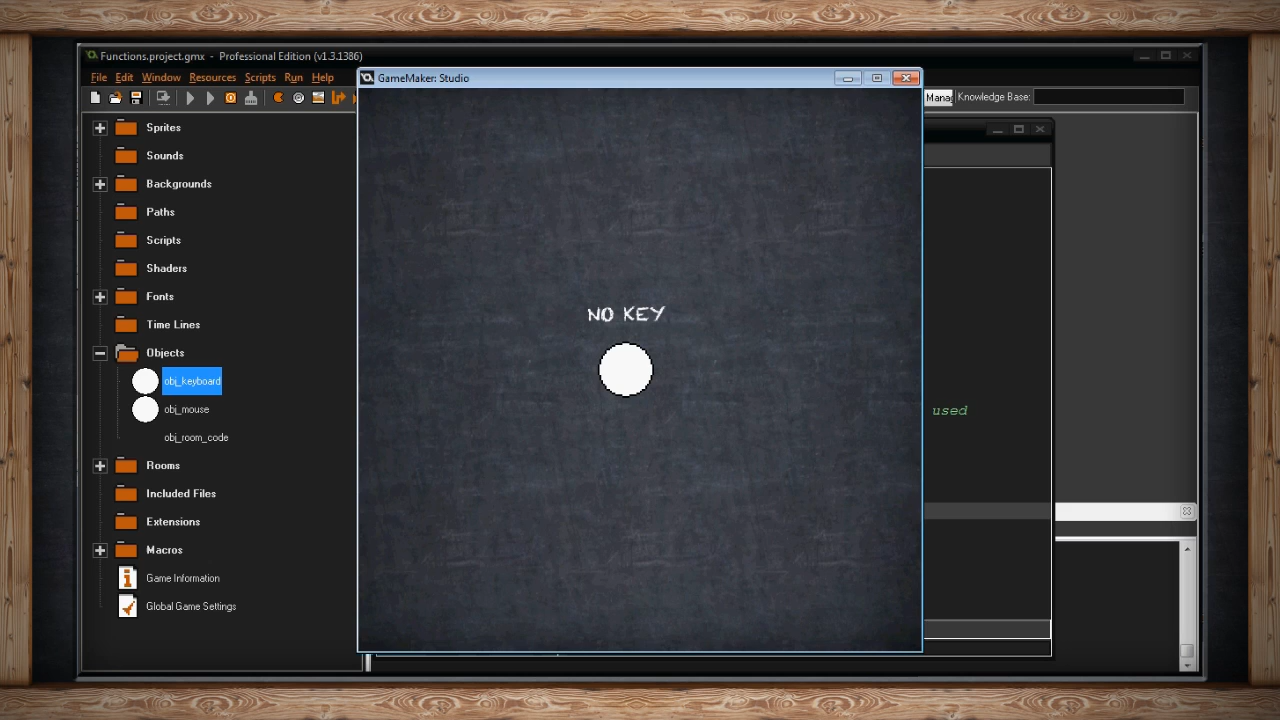 Functions.project.gmx - Professional Edition (v1.3.1386)
File Edit Window Resources Scripts Run Help
GameMaker: Studio
Knowledge Base:
Sprites
Sounds
Backgrounds
Paths
Scripts
Shaders
Fonts
Time Lines
Objects
obj_keyboard
obj_mouse
obj_room_code
Rooms
Included Files
Extensions
Macros
Game Information
Global Game Settings
NO KEY
used